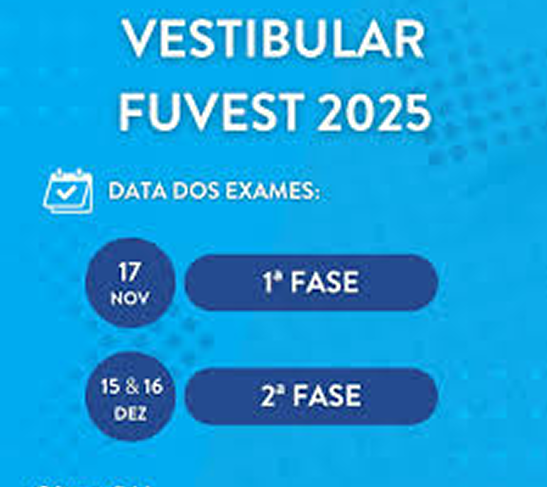 VESTIBULAR
FUVEST 2025
DATA DOS EXAMES:
17
NOV
1ª FASE
15 & 16
DEZ
2ª FASE